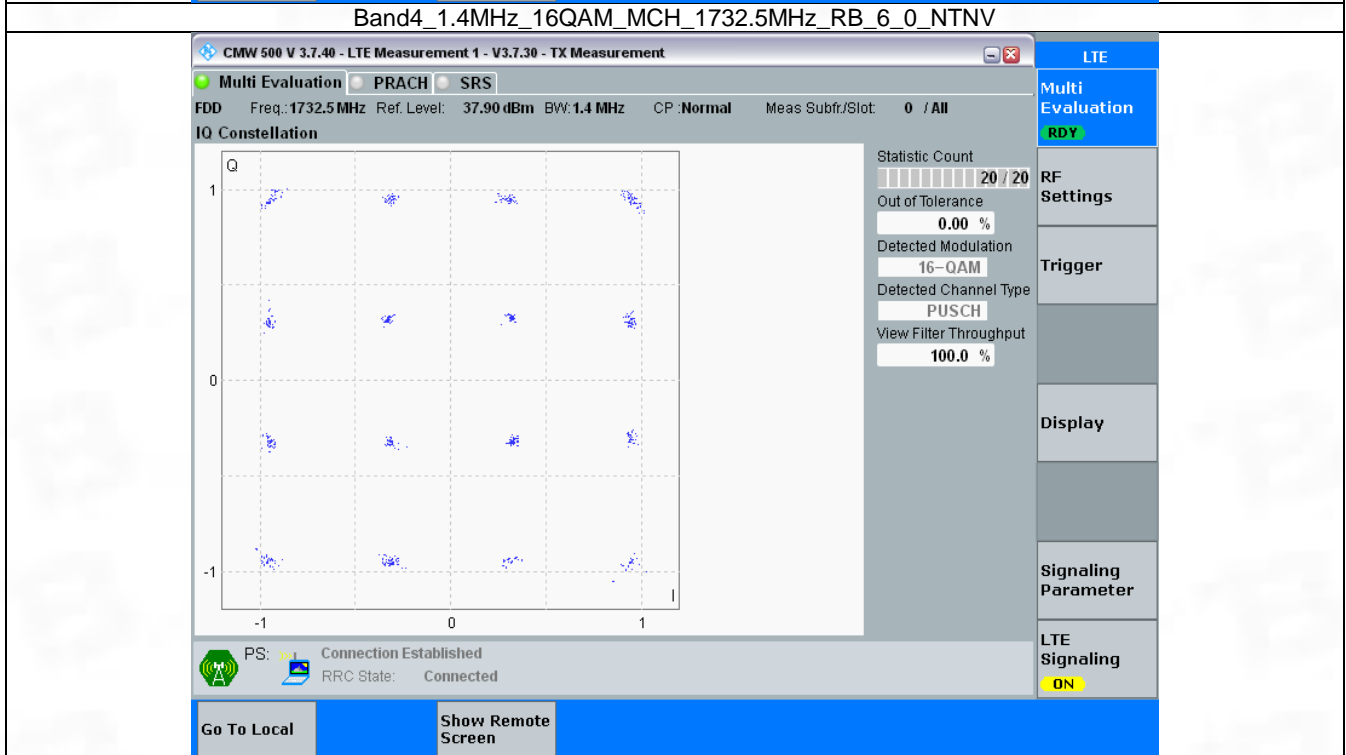 Band4_1.4MHz_16QAM_MCH_1732.5MHz_RB_6_0_NTNV
CMW 500 V 3.7.40 - LTE Measurement 1 - V3.7.30 - TX Measurement
LTE
Multi Evaluation PRACH SRS
FDD Freq.: 1732.5 MHz Ref. Level: 37.90 dBm BW: 1.4 MHz CP :Normal Meas Subfr./Slot: 0 / All
IQ Constellation
Multi
Evaluation
RDY
Q
1
0
-1
-1 0 1
I
Statistic Count
20 / 20
Out of Tolerance
0.00 %
Detected Modulation
16-QAM
Detected Channel Type
PUSCH
View Filter Throughput
100.0 %
RF
Settings
Trigger
Display
Signaling
Parameter
LTE
Signaling
ON
PS: Connection Established
RRC State: Connected
Go To Local
Show Remote
Screen